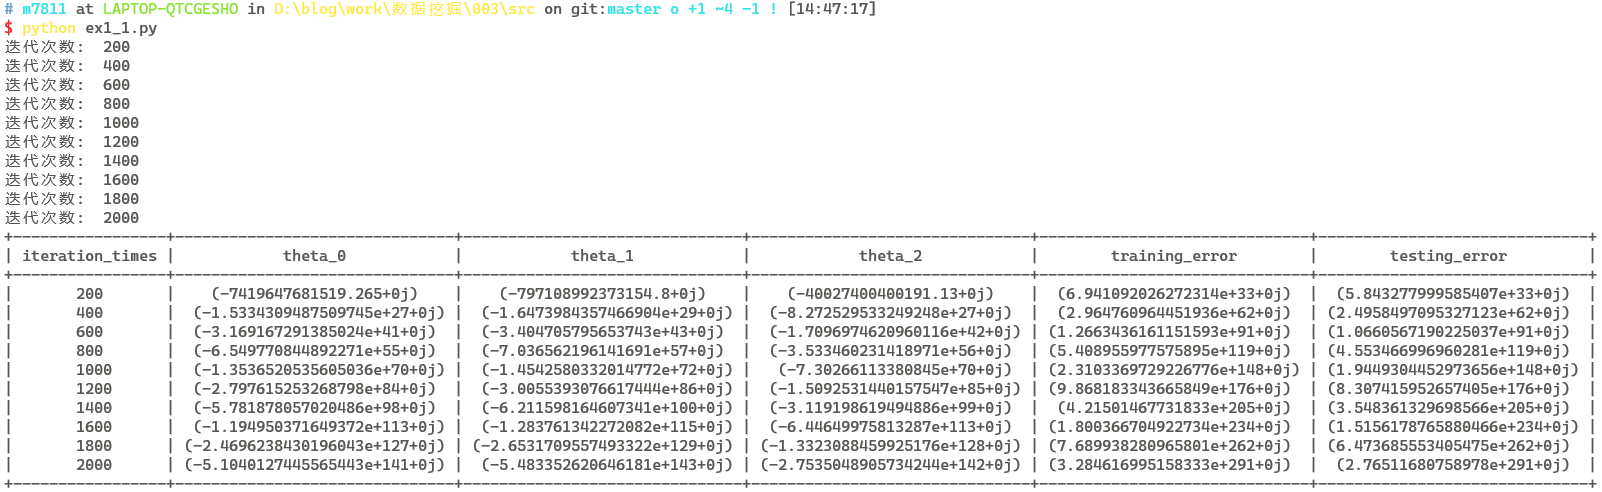 # m7811 at LAPTOP-QTCGESHO in D:\blog\work\数据挖掘\003\src on git:master o +1 ~4 -1 ! [14:47:17]
$ python ex1_1.py
迭代次数:  200
迭代次数:  400
迭代次数:  600
迭代次数:  800
迭代次数:  1000
迭代次数:  1200
迭代次数:  1400
迭代次数:  1600
迭代次数:  1800
迭代次数:  2000
| iteration_times | theta_0 | theta_1 | theta_2 | training_error | testing_error |
| 200 | (-7419647681519.265+0j) | (-797108992373154.8+0j) | (-40027400400191.13+0j) | (6.941092026272314e+33+0j) | (5.843277999585407e+33+0j) |
| 400 | (-1.5334309487509745e+27+0j) | (-1.6473984357466904e+29+0j) | (-8.272529533249248e+27+0j) | (2.964760964451936e+62+0j) | (2.49584970953271​23e+62+0j) |
| 600 | (-3.169167291385024e+41+0j) | (-3.404705795653743e+43+0j) | (-1.7096974620960116e+42+0j) | (1.2663436161151593e+91+0j) | (1.0660567190225037e+91+0j) |
| 800 | (-6.549770844892271e+55+0j) | (-7.036562196141691e+57+0j) | (-3.533460231418971e+56+0j) | (5.408955977575895e+119+0j) | (4.553466996960281e+119+0j) |
| 1000 | (-1.3536520535605036e+70+0j) | (-1.4542580332014772e+72+0j) | (-7.30266113380845e+70+0j) | (2.3103369729226776e+148+0j) | (1.9449304452973656e+148+0j) |
| 1200 | (-2.797615253268798e+84+0j) | (-3.0055393076617444e+86+0j) | (-1.5092531440157547e+85+0j) | (9.868183343665849e+176+0j) | (8.307415952657405e+176+0j) |
| 1400 | (-5.781878057020486e+98+0j) | (-6.211598164607341e+100+0j) | (-3.119198619494886e+99+0j) | (4.21501467731833e+205+0j) | (3.548361329698566e+205+0j) |
| 1600 | (-1.194950371649372e+113+0j) | (-1.283761342272082e+115+0j) | (-6.44649975813287e+113+0j) | (1.800366704922734e+234+0j) | (1.5156178765880466e+234+0j) |
| 1800 | (-2.4696238430196043e+127+0j) | (-2.6531709557493322e+129+0j) | (-1.3323088459925176e+128+0j) | (7.689938280965801e+262+0j) | (6.473685553405475e+262+0j) |
| 2000 | (-5.1040127445565443e+141+0j) | (-5.483352620646181e+143+0j) | (-2.7535048905734244e+142+0j) | (3.284616995158333e+291+0j) | (2.76511680758978e+291+0j) |